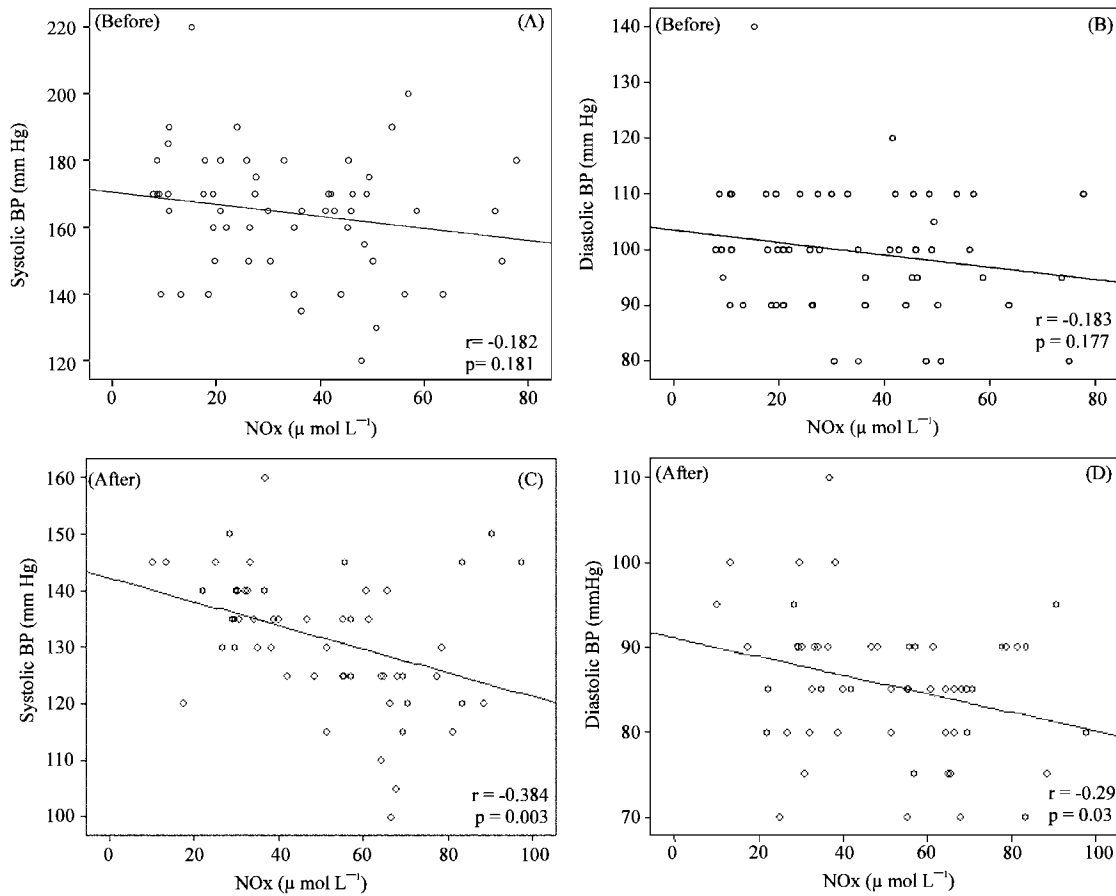 (Before)
(A)
220
200
180
160
140
120
Systolic BP (mm Hg)
r= -0.182
p= 0.181
0 20 40 60 80
NOx (µ mol L⁻¹)
(Before)
(B)
140
130
120
110
100
90
80
Diastolic BP (mm Hg)
r = -0.183
p = 0.177
0 20 40 60 80
NOx (µ mol L⁻¹)
(After)
(C)
160
150
140
130
120
110
100
Systolic BP (mm Hg)
r = -0.384
p = 0.003
0 20 40 60 80 100
NOx (µ mol L⁻¹)
(After)
(D)
110
100
90
80
70
Diastolic BP (mmHg)
r = -0.29
p = 0.03
0 20 40 60 80 100
NOx (µ mol L⁻¹)